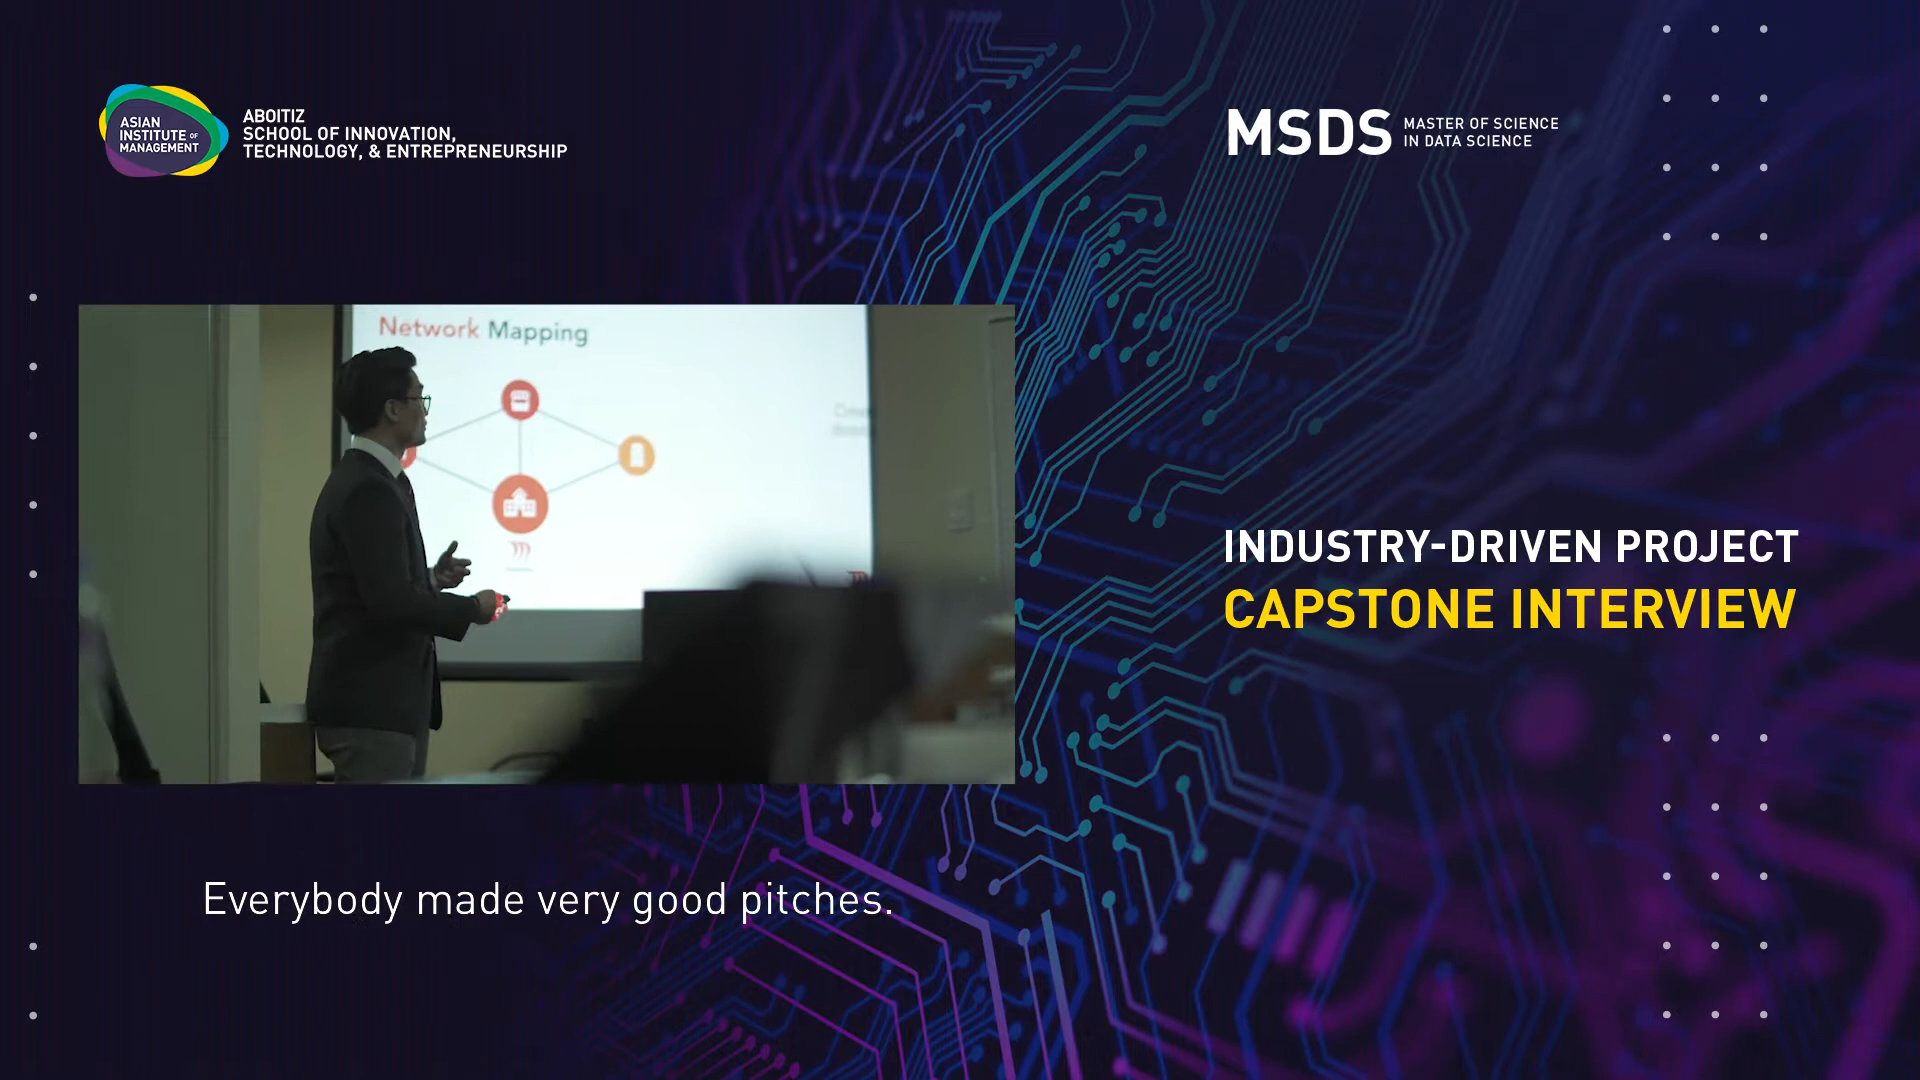 ASIAN
INSTITUTE OF
MANAGEMENT
ABOITIZ
SCHOOL OF INNOVATION,
TECHNOLOGY, & ENTREPRENEURSHIP
MSDS
MASTER OF SCIENCE
IN DATA SCIENCE
Network Mapping
INDUSTRY-DRIVEN PROJECT
CAPSTONE INTERVIEW
Everybody made very good pitches.